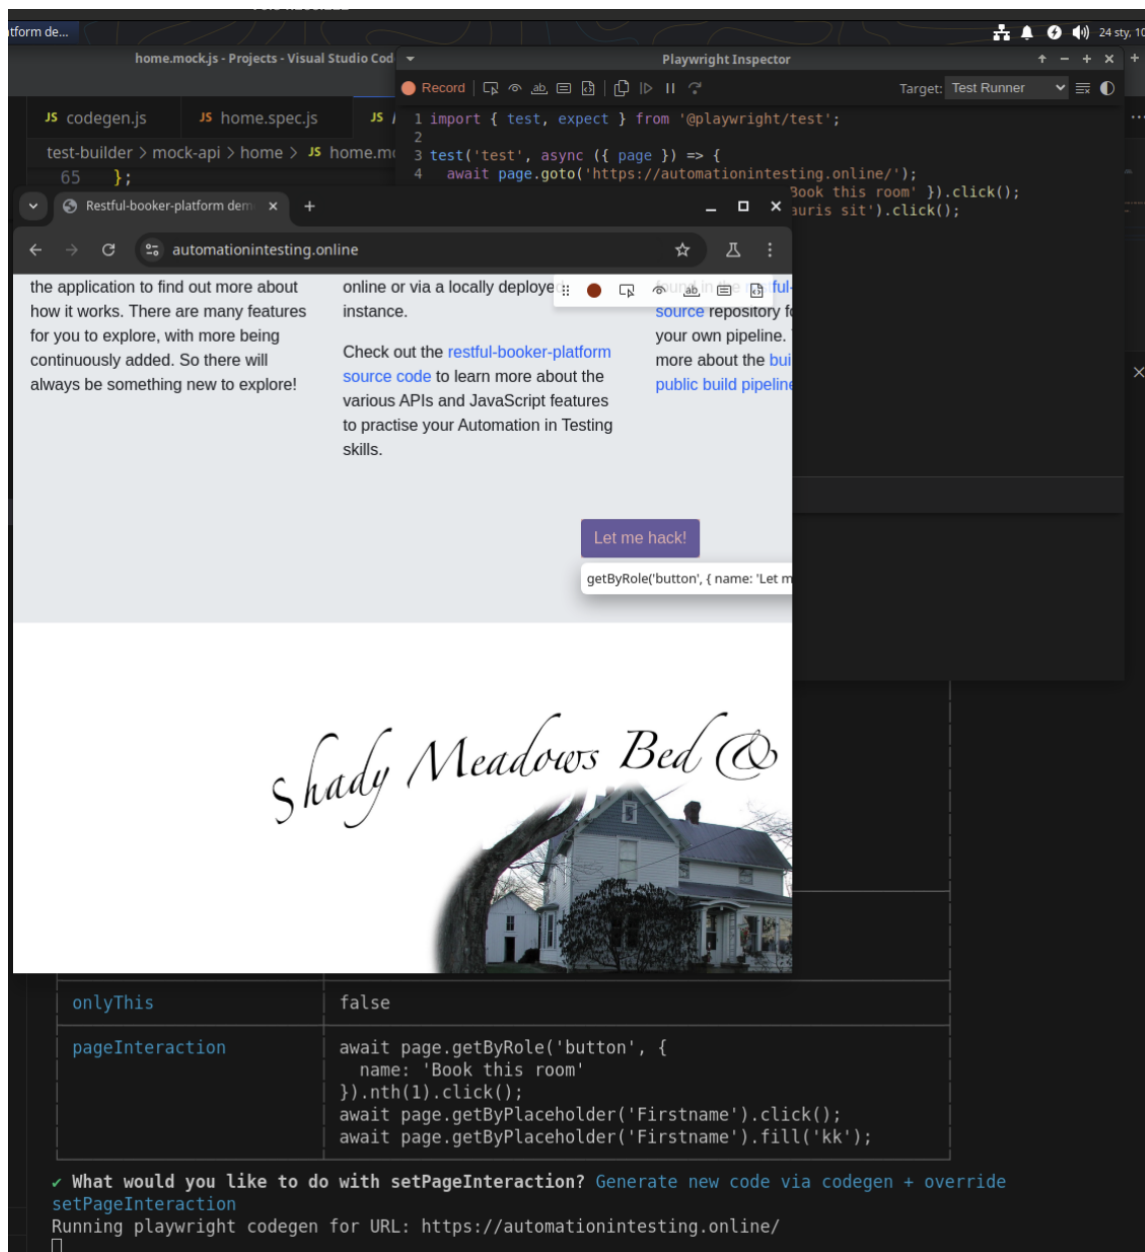 tform de...
24 sty, 10
home.mock.js - Projects - Visual Studio Cod
Playwright Inspector
Record
Target: Test Runner
JS codegen.js
JS home.spec.js
JS
test-builder > mock-api > home > JS home.mo
65 };
1 import { test, expect } from '@playwright/test';
2
3 test('test', async ({ page }) => {
4 await page.goto('https://automationintesting.online/');
Book this room' }).click();
auris sit').click();
Restful-booker-platform dem
automationintesting.online
the application to find out more about
how it works. There are many features
for you to explore, with more being
continuously added. So there will
always be something new to explore!
online or via a locally deployed
instance.
Check out the restful-booker-platform
source code to learn more about the
various APIs and JavaScript features
to practise your Automation in Testing
skills.
found in the restful-
source repository fo
your own pipeline.
more about the bui
public build pipeline
Let me hack!
getByRole('button', { name: 'Let m
Shady Meadows Bed &
onlyThis
false
pageInteraction
await page.getByRole('button', {
name: 'Book this room'
}).nth(1).click();
await page.getByPlaceholder('Firstname').click();
await page.getByPlaceholder('Firstname').fill('kk');
✔ What would you like to do with setPageInteraction? Generate new code via codegen + override
setPageInteraction
Running playwright codegen for URL: https://automationintesting.online/